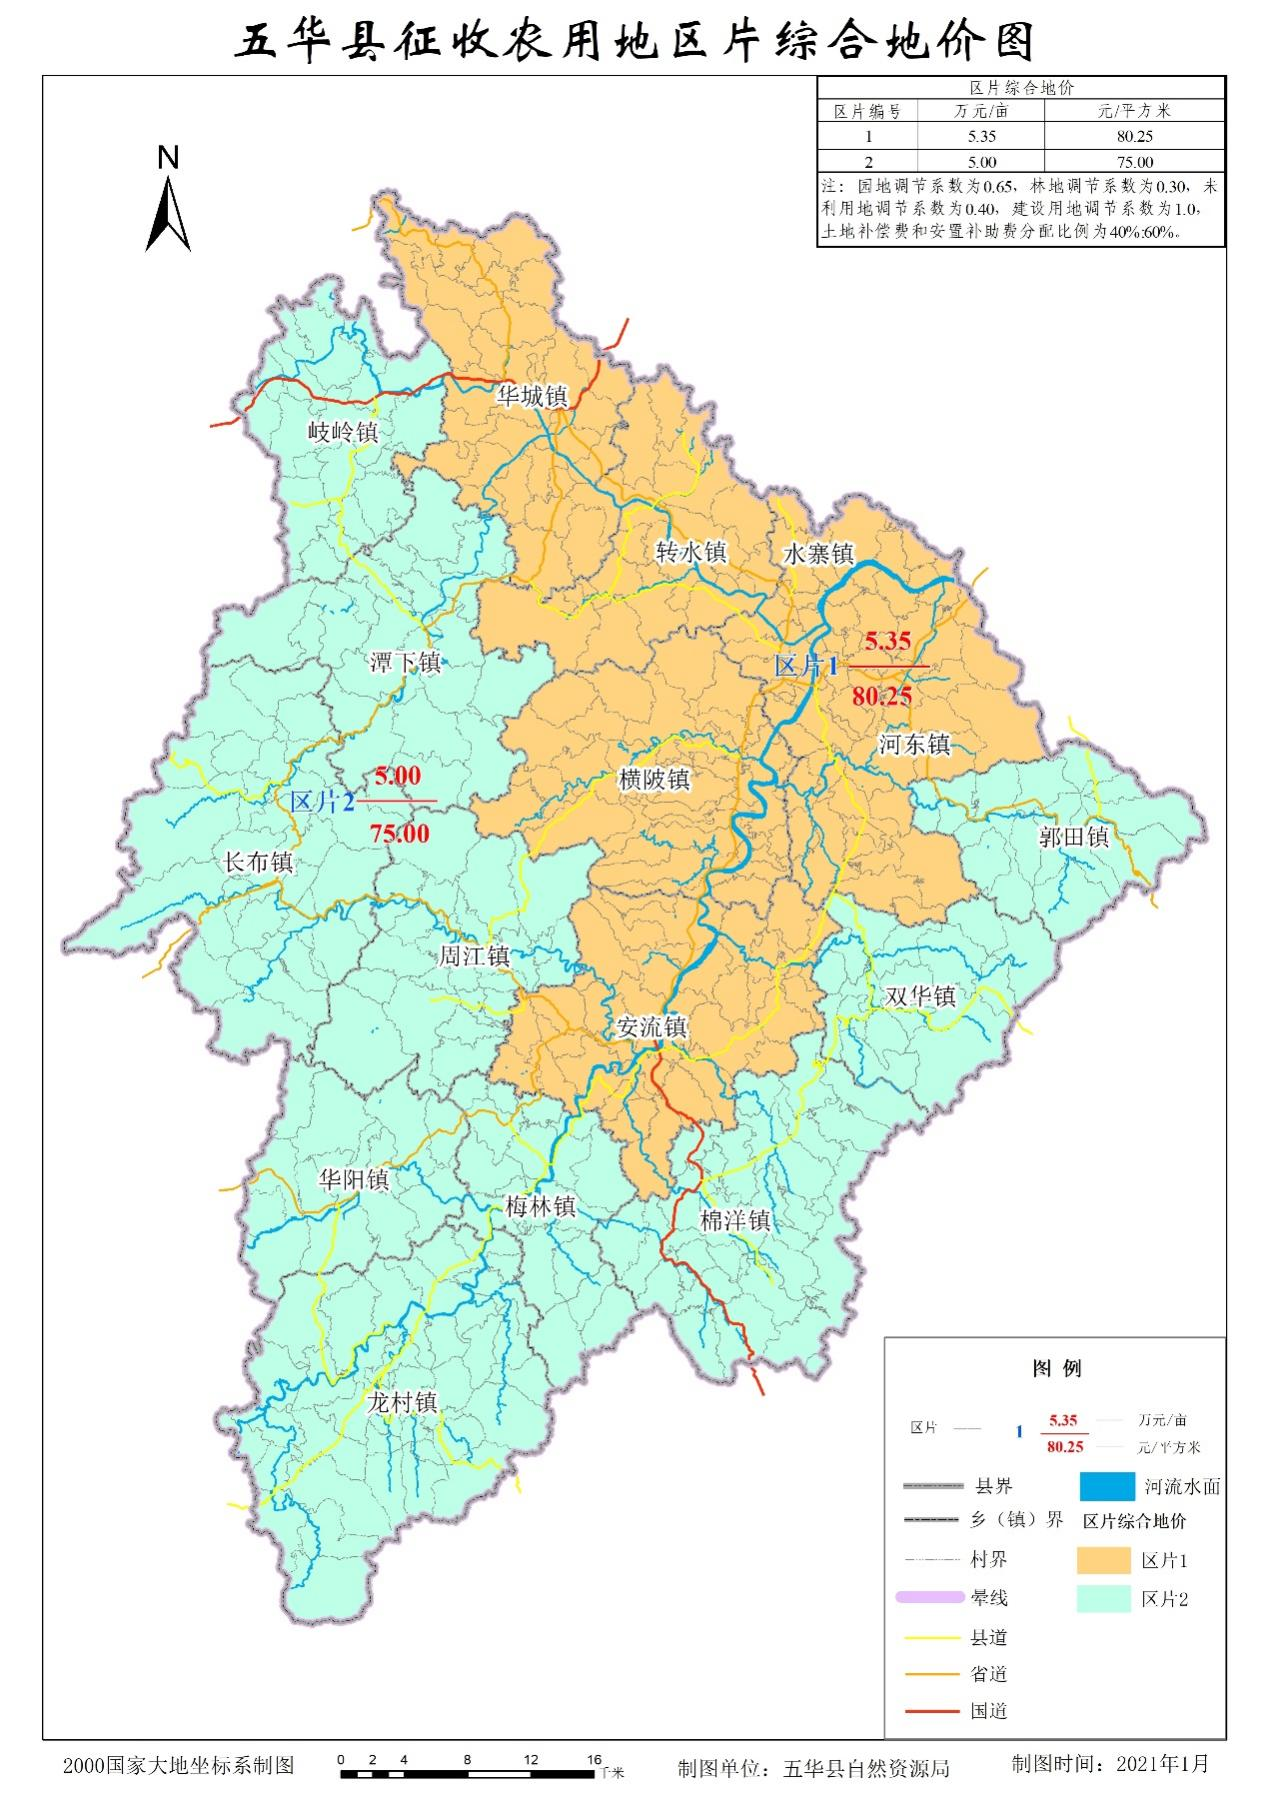 五华县征收农用地区片综合地价图
区片综合地价
区片编号 万元/亩 元/平方米
1 5.35 80.25
2 5.00 75.00
注：园地调节系数为0.65，林地调节系数为0.30，未
利用地调节系数为0.40，建设用地调节系数为1.0，
土地补偿费和安置补助费分配比例为40%:60%。
N
华城镇
岐岭镇
转水镇
水寨镇
潭下镇
区片1
5.35
80.25
河东镇
横陂镇
区片2
5.00
75.00
郭田镇
长布镇
周江镇
双华镇
安流镇
华阳镇
梅林镇
棉洋镇
龙村镇
图 例
区片 1 5.35 万元/亩
80.25 元/平方米
县界 河流水面
乡（镇）界 区片综合地价
村界 区片1
晕线 区片2
县道
省道
国道
2000国家大地坐标系制图
0 2 4 8 12 16
千米
制图单位：五华县自然资源局
制图时间：2021年1月